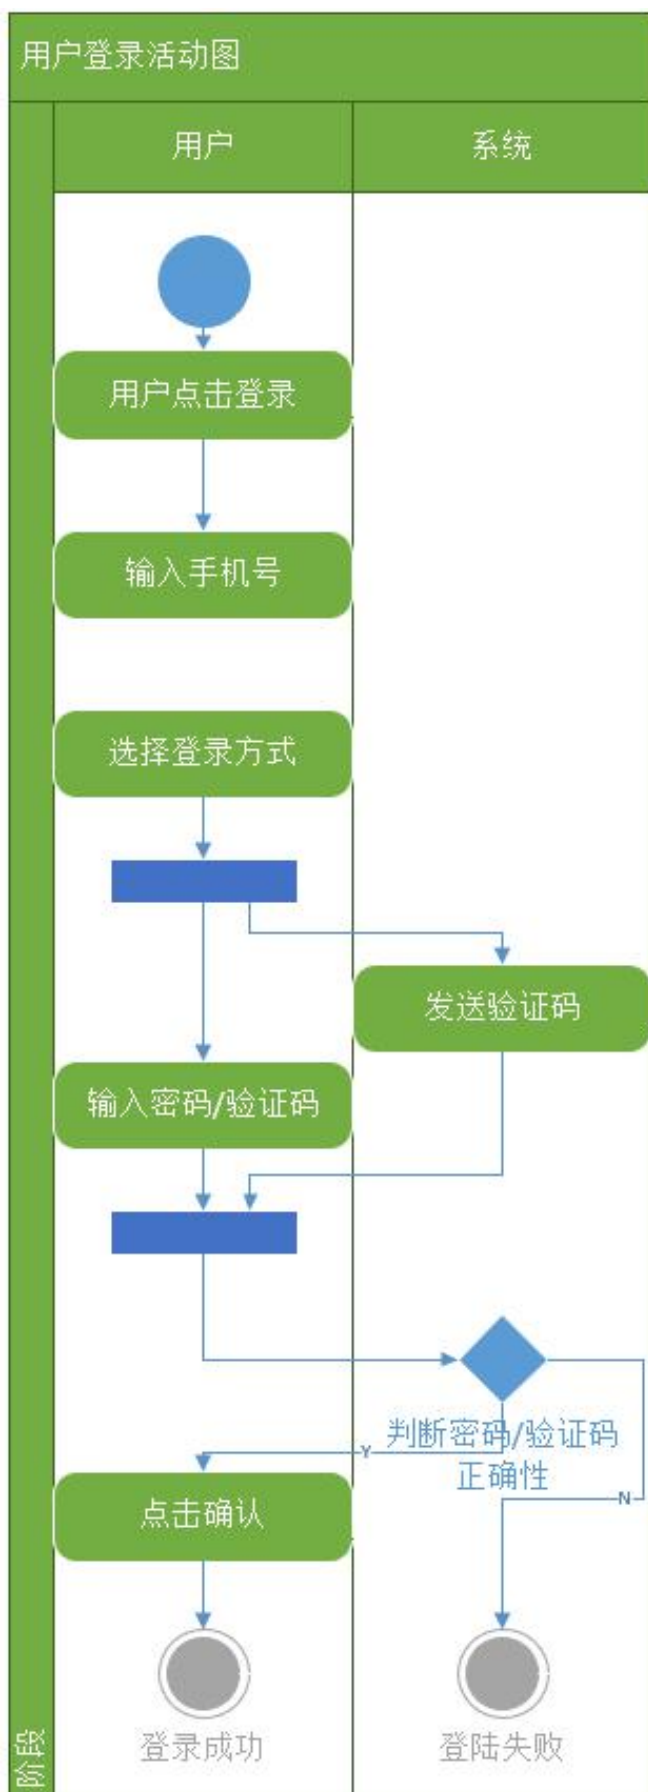 用户登录活动图
用户
系统
用户点击登录
输入手机号
选择登录方式
发送验证码
输入密码/验证码
判断密码/验证码
正确性
Y
N
点击确认
登录成功
登陆失败
阶段